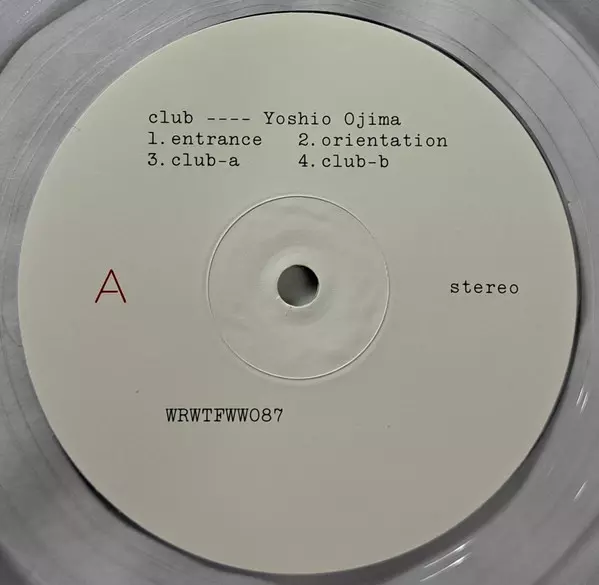 club ---- Yoshio Ojima
1.entrance 2.orientation
3.club-a 4.club-b
A
stereo
WRWTFWW087